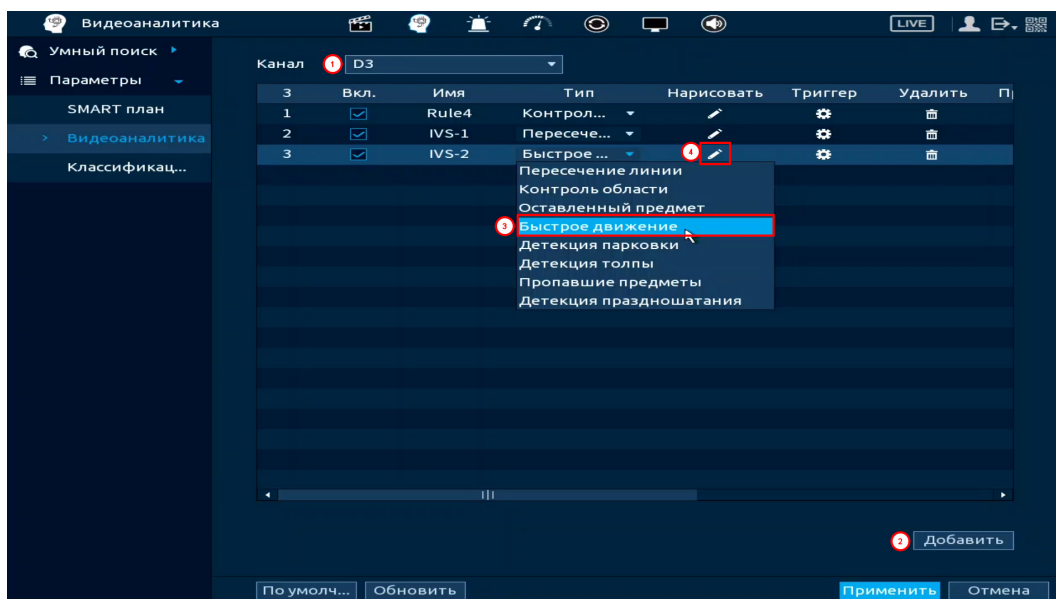 Видеоаналитика
LIVE
Умный поиск
Параметры
SMART план
Видеоаналитика
Классификац...
Канал 1 D3
3 Вкл. Имя Тип Нарисовать Триггер Удалить
1 Rule4 Контрол...
2 IVS-1 Пересече...
3 IVS-2 Быстрое ... 4
Пересечение линии
Контроль области
Оставленный предмет
3 Быстрое движение
Детекция парковки
Детекция толпы
Пропавшие предметы
Детекция праздношатания
2 Добавить
По умолч... Обновить Применить Отмена